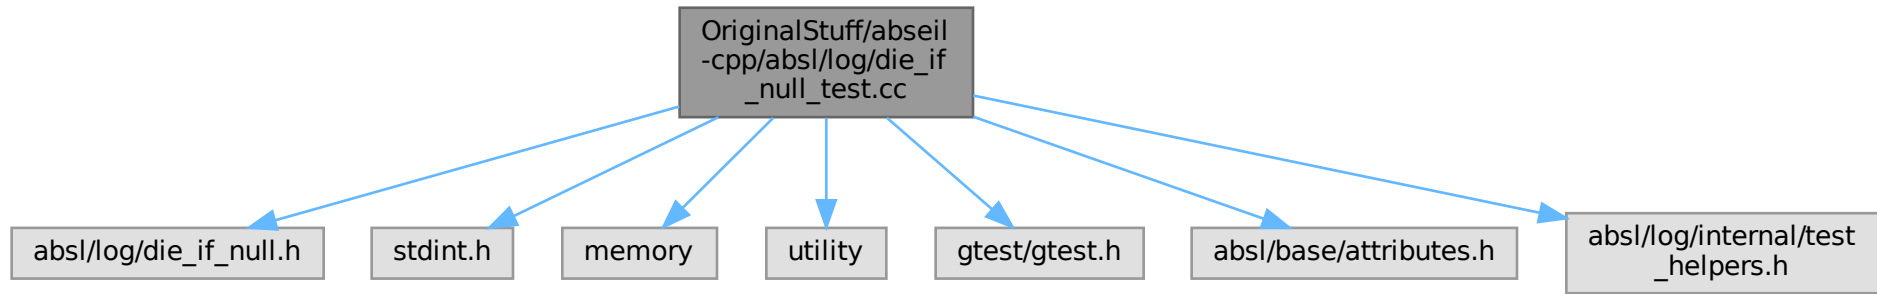 OriginalStuff/abseil
-cpp/absl/log/die_if
_null_test.cc
absl/log/die_if_null.h
stdint.h
memory
utility
gtest/gtest.h
absl/base/attributes.h
absl/log/internal/test
_helpers.h